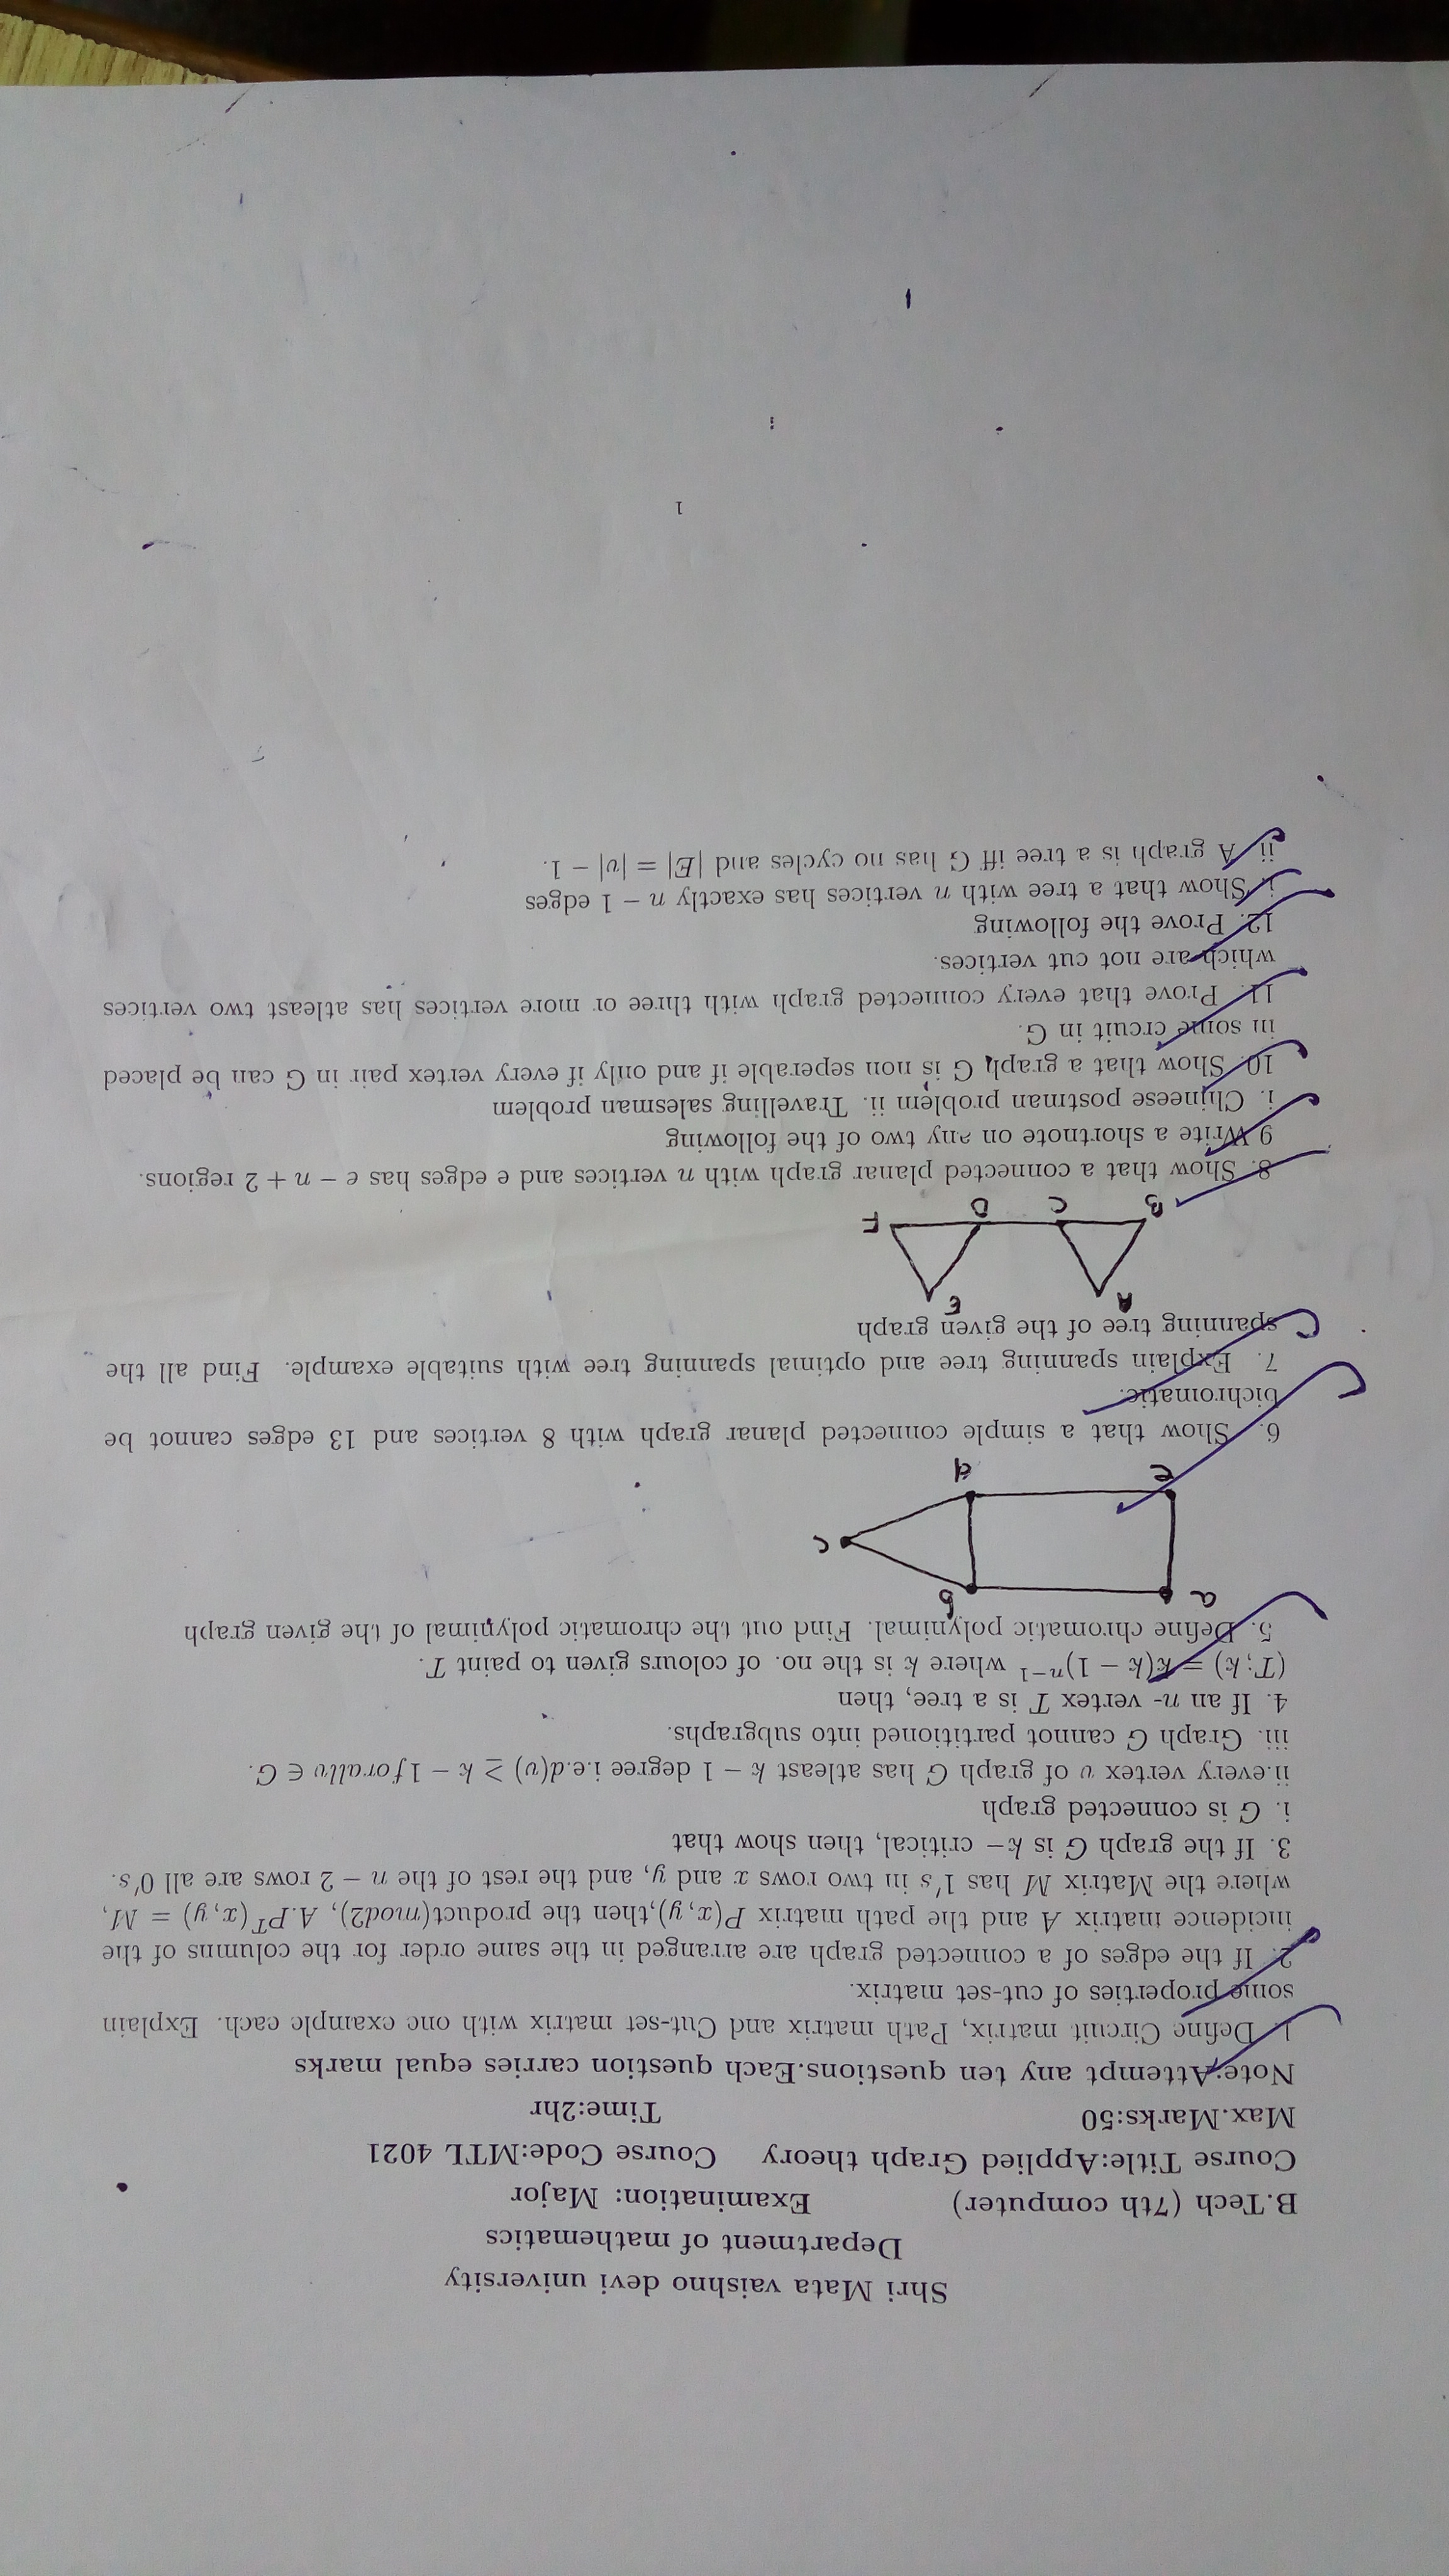 Shri Mata vaishno devi university
Department of mathematics
B.Tech (7th computer) Examination: Major
Course Title:Applied Graph theory Course Code:MTL 4021
Max.Marks:50 Time:2hr
Note:Attempt any ten questions.Each question carries equal marks
1. Define Circuit matrix, Path matrix and Cut-set matrix with one example each. Explain
some properties of cut-set matrix.
2. If the edges of a connected graph are arranged in the same order for the columns of the
incidence matrix A and the path matrix P(x, y),then the product(mod2), A.Pᵀ(x, y) = M,
where the Matrix M has 1's in two rows x and y, and the rest of the n − 2 rows are all 0's.
3. If the graph G is k− critical, then show that
i. G is connected graph
ii.every vertex v of graph G has atleast k − 1 degree i.e.d(v) ≥ k − 1forallv ∈ G.
iii. Graph G cannot partitioned into subgraphs.
4. If an n- vertex T is a tree, then
(T; k) = k(k − 1)ⁿ⁻¹ where k is the no. of colours given to paint T.
5. Define chromatic polynimal. Find out the chromatic polynimal of the given graph
a b
c
e d
6. Show that a simple connected planar graph with 8 vertices and 13 edges cannot be
bichromatic.
7. Explain spanning tree and optimal spanning tree with suitable example. Find all the
spanning tree of the given graph
A E
B C D F
8. Show that a connected planar graph with n vertices and e edges has e − n + 2 regions.
9 Write a shortnote on any two of the following
i. Chineese postman problem ii. Travelling salesman problem
10. Show that a graph G is non seperable if and only if every vertex pair in G can be placed
in some crcuit in G.
11. Prove that every connected graph with three or more vertices has atleast two vertices
which are not cut vertices.
12. Prove the following
i. Show that a tree with n vertices has exactly n − 1 edges
ii A graph is a tree iff G has no cycles and |E| = |v| − 1.
1